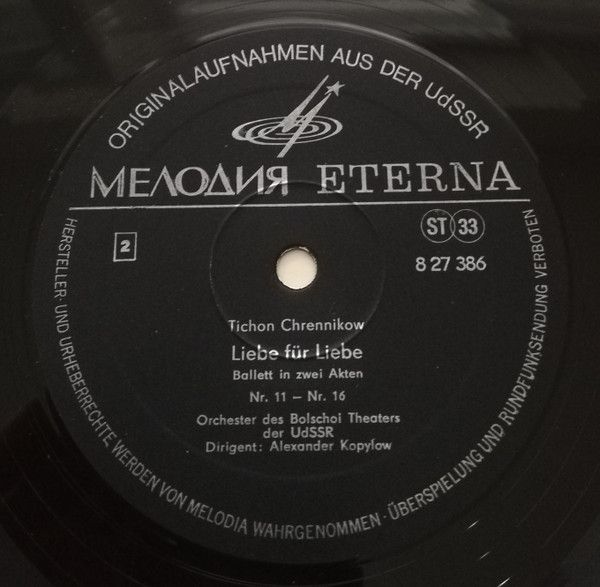 ORIGINALAUFNAHMEN AUS DER UdSSR
МЕЛОДИЯ ETERNA
ST 33
2
8 27 386
Tichon Chrennikow
Liebe für Liebe
Ballett in zwei Akten
Nr. 11 – Nr. 16
Orchester des Bolschoi Theaters
der UdSSR
Dirigent: Alexander Kopylow
HERSTELLER- UND URHEBERRECHTE WERDEN VON MELODIA WAHRGENOMMEN · ÜBERSPIELUNG UND RUNDFUNKSENDUNG VERBOTEN